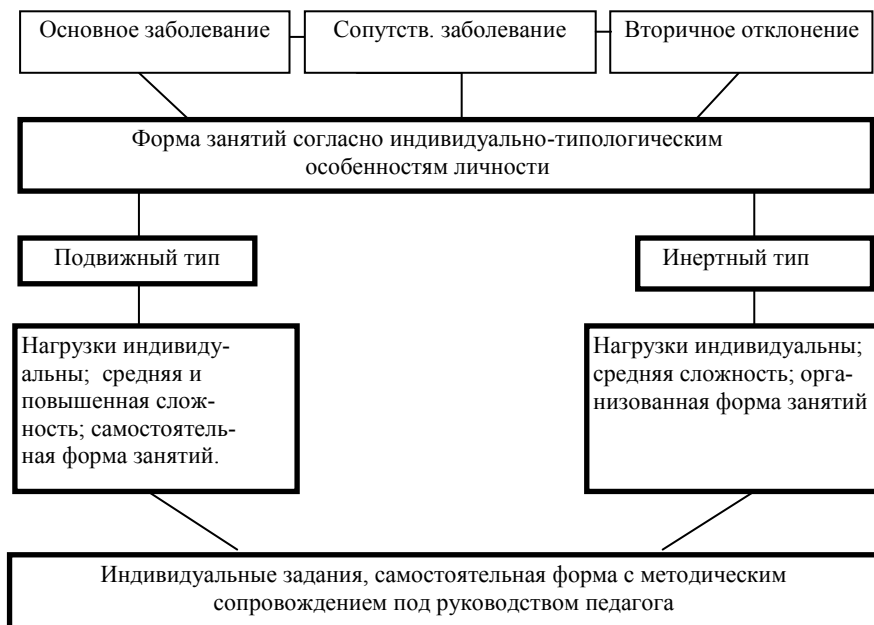 Основное заболевание
Сопутств. заболевание
Вторичное отклонение
Форма занятий согласно индивидуально-типологическим
особенностям личности
Подвижный тип
Инертный тип
Нагрузки индивиду-
альны; средняя и
повышенная слож-
ность; самостоятель-
ная форма занятий.
Нагрузки индивидуальны;
средняя сложность; орга-
низованная форма занятий
Индивидуальные задания, самостоятельная форма с методическим
сопровождением под руководством педагога